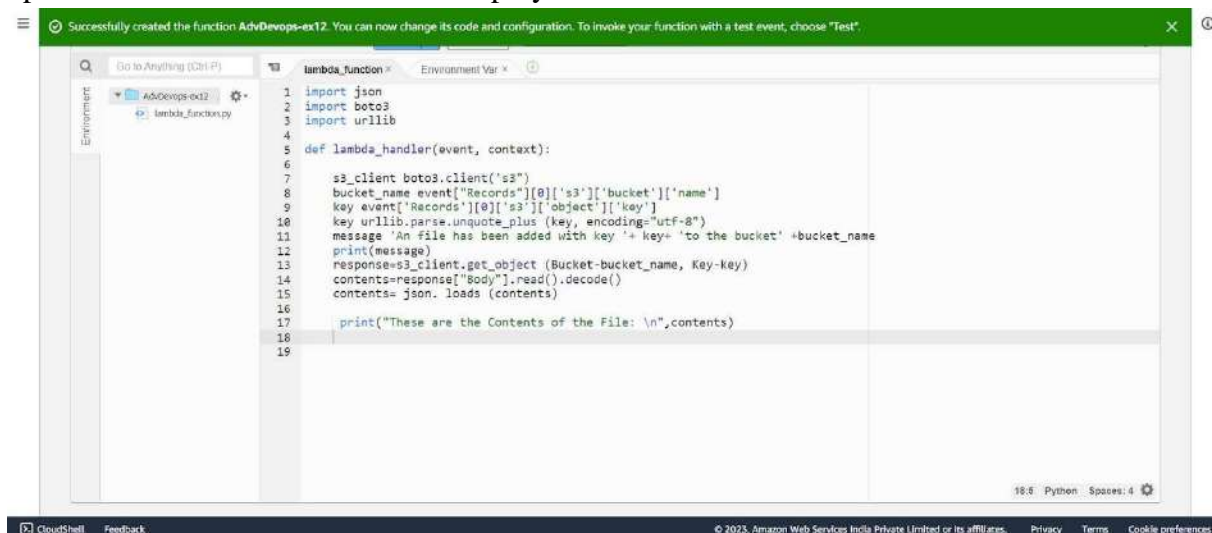 Successfully created the function AdvDevops-ex12. You can now change its code and configuration. To invoke your function with a test event, choose "Test".
Go to Anything (Ctrl-P)
lambda_function ×
Environment Var ×
Environment
AdvDevops-ex12
lambda_function.py
1 import json
2 import boto3
3 import urllib
4
5 def lambda_handler(event, context):
6
7 s3_client boto3.client('s3")
8 bucket_name event["Records"][0]['s3']['bucket']['name']
9 key event['Records'][0]['s3']['object']['key']
10 key urllib.parse.unquote_plus (key, encoding="utf-8")
11 message 'An file has been added with key '+ key+ 'to the bucket' +bucket_name
12 print(message)
13 response=s3_client.get_object (Bucket-bucket_name, Key-key)
14 contents=response["Body"].read().decode()
15 contents= json. loads (contents)
16
17 print("These are the Contents of the File: \n",contents)
18
19
18:5 Python Spaces: 4
CloudShell Feedback
© 2023, Amazon Web Services India Private Limited or its affiliates. Privacy Terms Cookie preferences